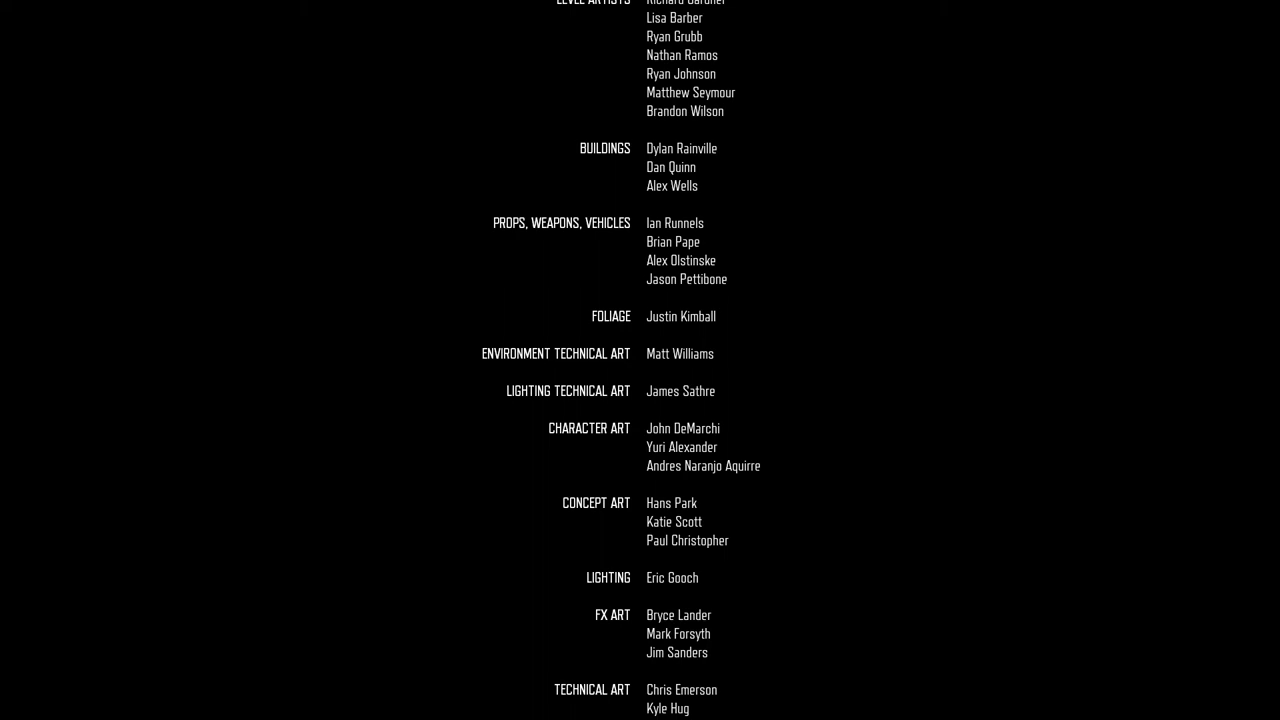 LEVEL ARTISTS Richard Gardner
Lisa Barber
Ryan Grubb
Nathan Ramos
Ryan Johnson
Matthew Seymour
Brandon Wilson
BUILDINGS Dylan Rainville
Dan Quinn
Alex Wells
PROPS, WEAPONS, VEHICLES Ian Runnels
Brian Pape
Alex Olstinske
Jason Pettibone
FOLIAGE Justin Kimball
ENVIRONMENT TECHNICAL ART Matt Williams
LIGHTING TECHNICAL ART James Sathre
CHARACTER ART John DeMarchi
Yuri Alexander
Andres Naranjo Aquirre
CONCEPT ART Hans Park
Katie Scott
Paul Christopher
LIGHTING Eric Gooch
FX ART Bryce Lander
Mark Forsyth
Jim Sanders
TECHNICAL ART Chris Emerson
Kyle Hug